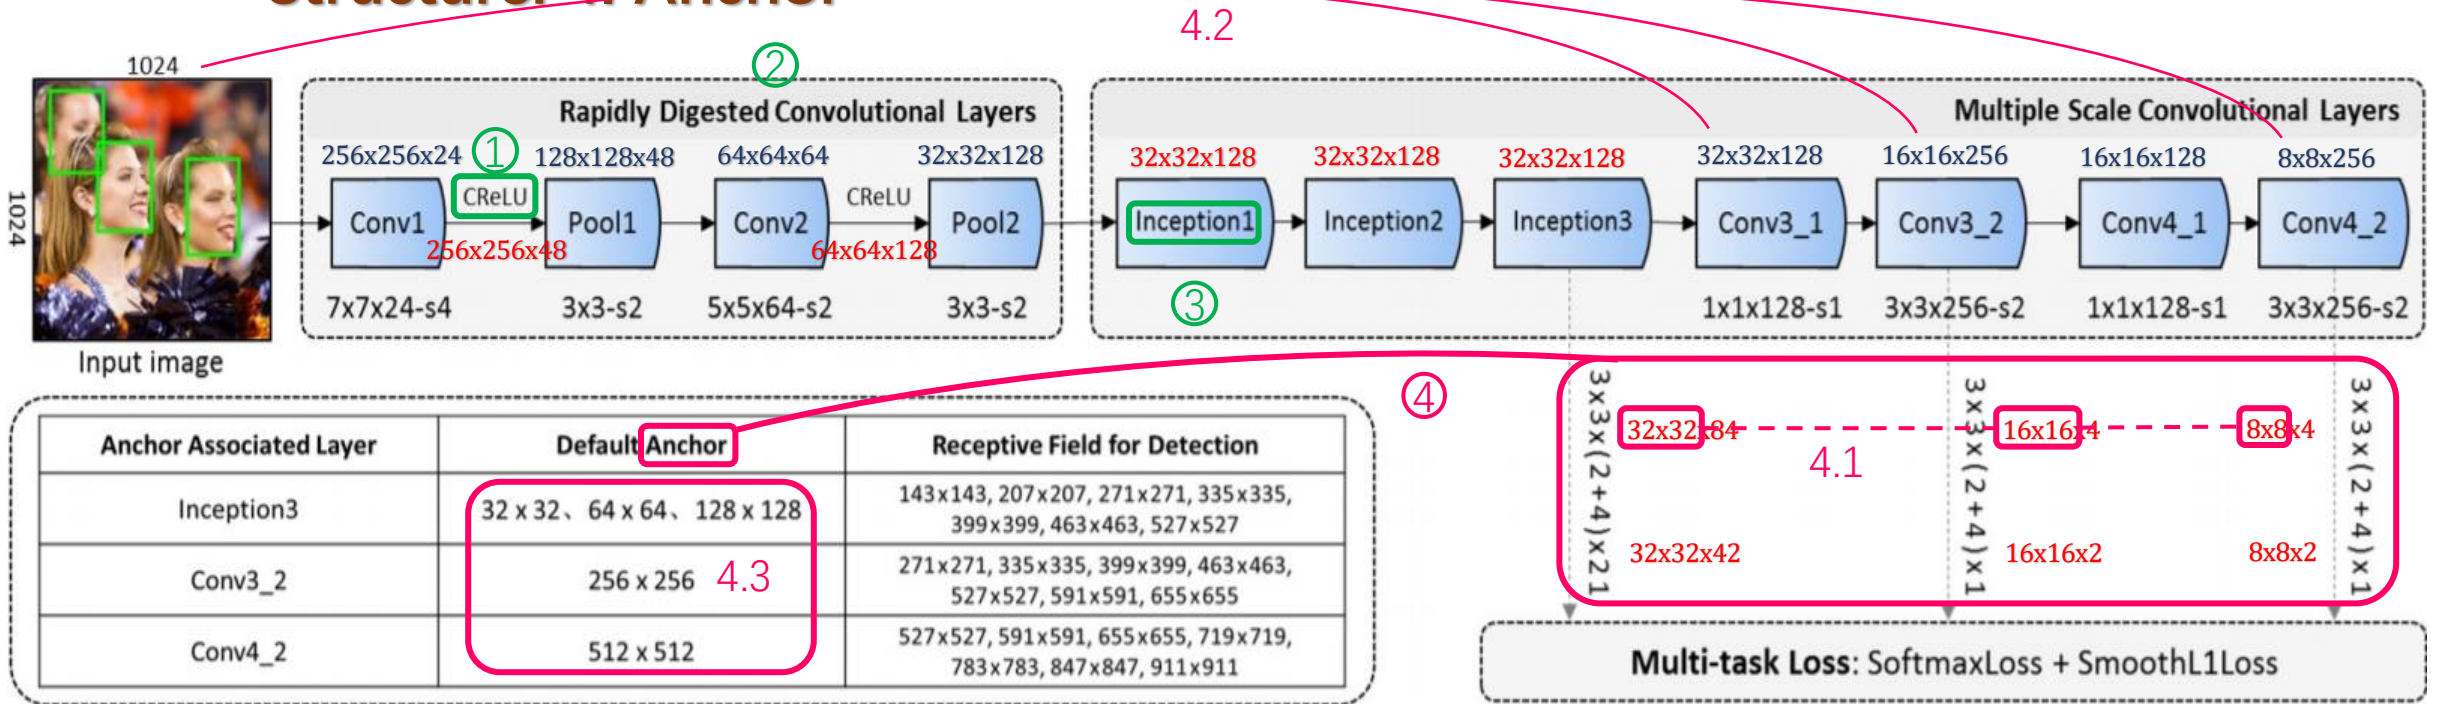 Structure: 4. Anchor
4.2
1024
②
Rapidly Digested Convolutional Layers
Multiple Scale Convolutional Layers
256x256x24 ① 128x128x48 64x64x64 32x32x128 32x32x128 32x32x128 32x32x128 32x32x128 16x16x256 16x16x128 8x8x256
CReLU CReLU
1024
Conv1 Pool1 Conv2 Pool2 Inception1 Inception2 Inception3 Conv3_1 Conv3_2 Conv4_1 Conv4_2
256x256x48 64x64x128
7x7x24-s4 3x3-s2 5x5x64-s2 3x3-s2 ③ 1x1x128-s1 3x3x256-s2 1x1x128-s1 3x3x256-s2
Input image
④
3x3x(2+4)x21
3x3x(2+4)x1
3x3x(2+4)x1
32x32x84 16x16x4 8x8x4
4.1
32x32x42 16x16x2 8x8x2
Anchor Associated Layer Default Anchor Receptive Field for Detection
Inception3 32 x 32、64 x 64、128 x 128 143x143, 207x207, 271x271, 335x335,
399x399, 463x463, 527x527
Conv3_2 256 x 256 4.3 271x271, 335x335, 399x399, 463x463,
527x527, 591x591, 655x655
Conv4_2 512 x 512 527x527, 591x591, 655x655, 719x719,
783x783, 847x847, 911x911
Multi-task Loss: SoftmaxLoss + SmoothL1Loss